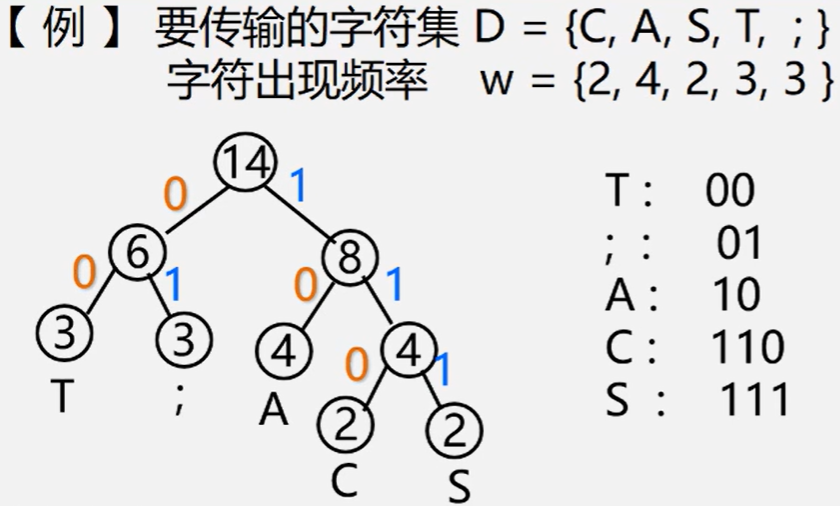 【 例 】 要传输的字符集 D = {C, A, S, T, ; }
字符出现频率 w = {2, 4, 2, 3, 3 }
14
0 1
6 8
0 1 0 1
3 3 4 4
T ; A 0 1
2 2
C S
T : 00
; : 01
A : 10
C : 110
S : 111